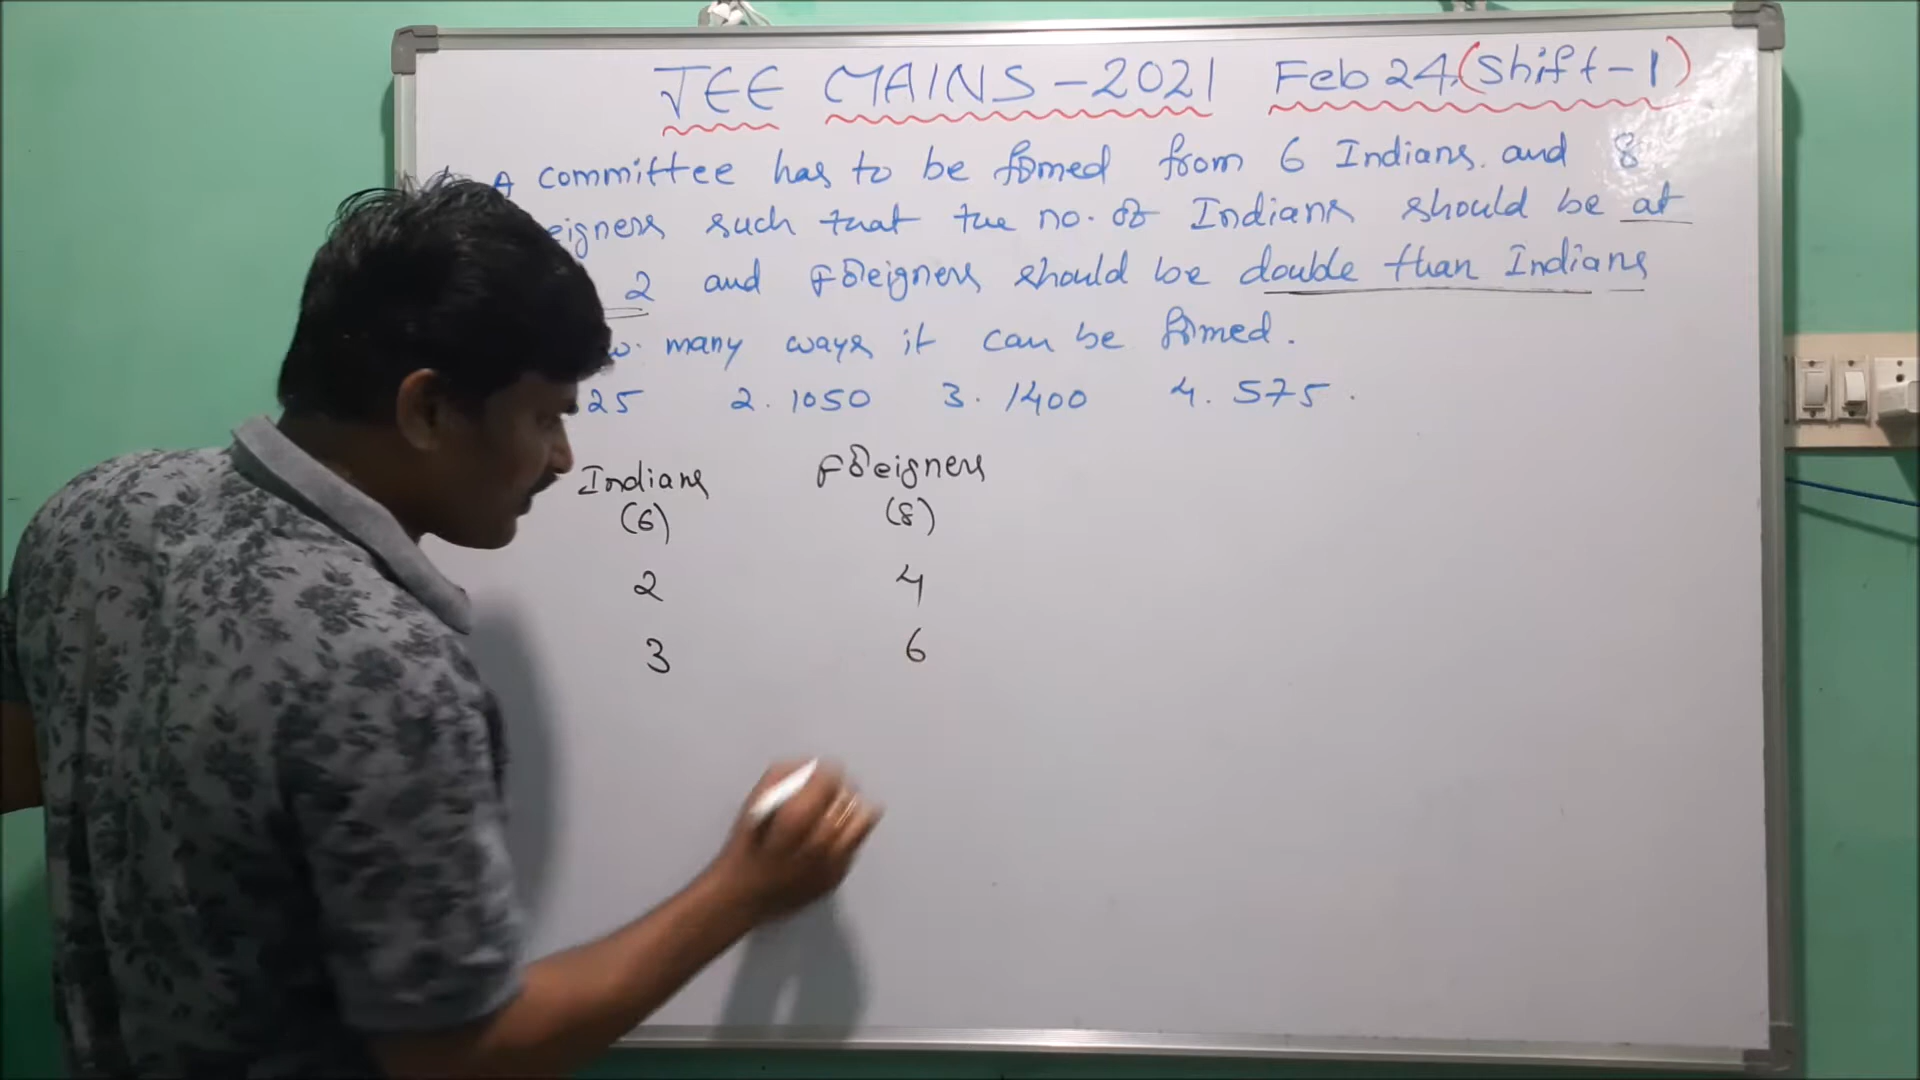 JEE MAINS - 2021 Feb 24 (Shift - 1)
A committee has to be formed from 6 Indians. and 8
eigners such that the no. of Indians should be at
2 and Foreigners should be double than Indians
many ways it can be formed.
25 2. 1050 3. 1400 4. 575.
Indians Foreigners
(6) (8)
2 4
3 6